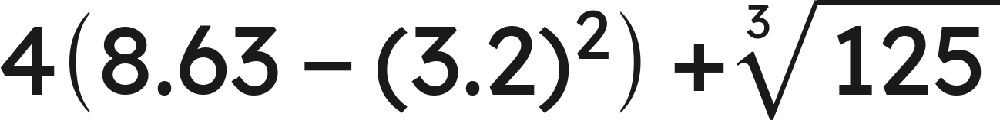 4(8.63 − (3.2)²) + ∛125